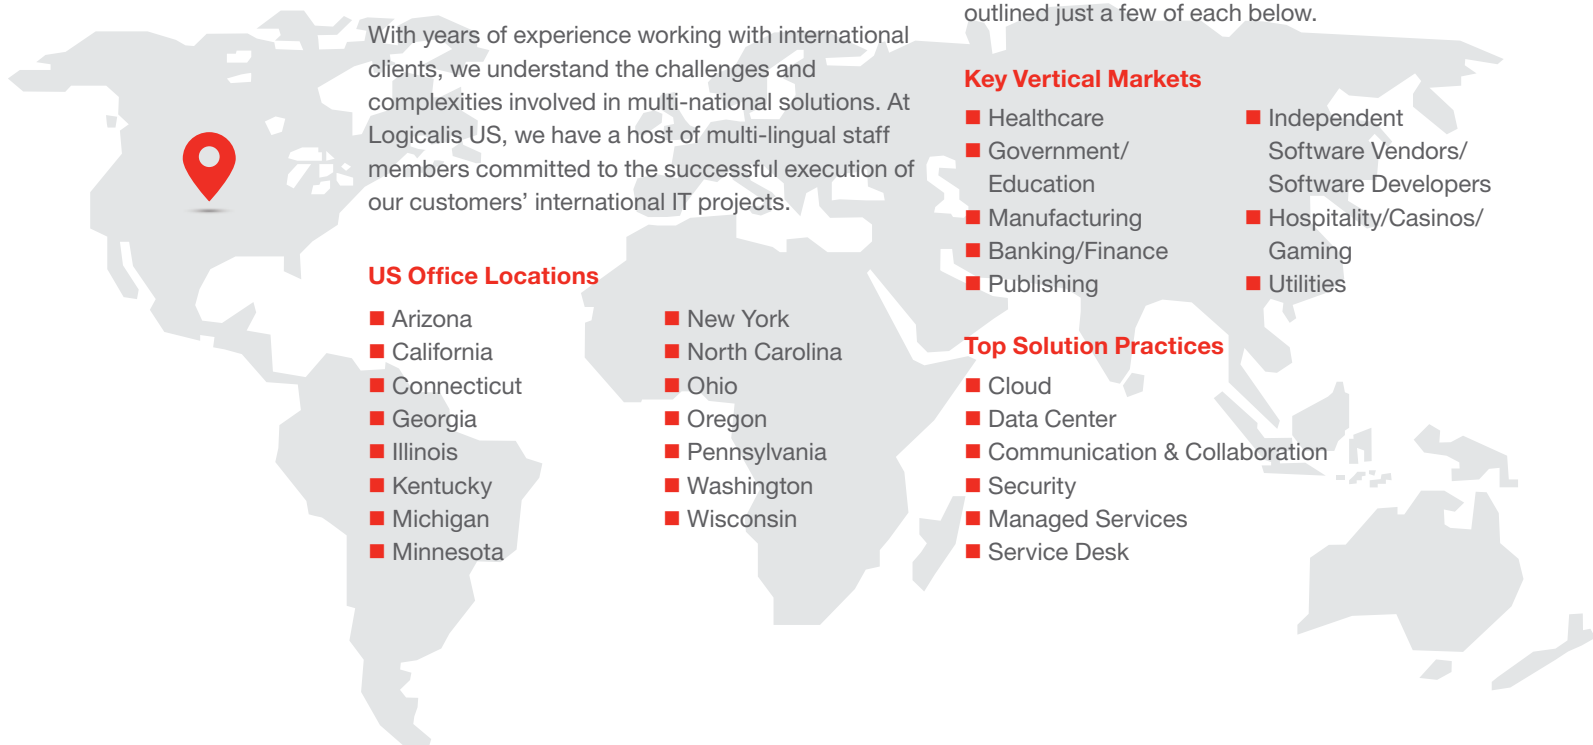 With years of experience working with international
clients, we understand the challenges and
complexities involved in multi-national solutions. At
Logicalis US, we have a host of multi-lingual staff
members committed to the successful execution of
our customers’ international IT projects.
US Office Locations
Arizona
California
Connecticut
Georgia
Illinois
Kentucky
Michigan
Minnesota
New York
North Carolina
Ohio
Oregon
Pennsylvania
Washington
Wisconsin
outlined just a few of each below.
Key Vertical Markets
Healthcare
Government/
Education
Manufacturing
Banking/Finance
Publishing
Independent
Software Vendors/
Software Developers
Hospitality/Casinos/
Gaming
Utilities
Top Solution Practices
Cloud
Data Center
Communication & Collaboration
Security
Managed Services
Service Desk